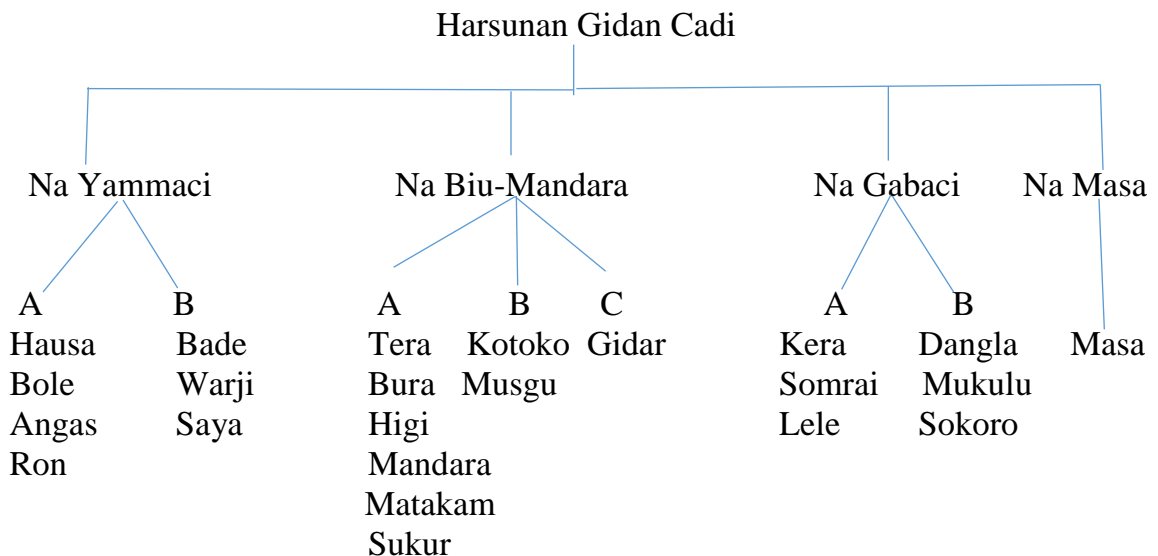 Harsunan Gidan Cadi
Na Yammaci Na Biu-Mandara Na Gabaci Na Masa
A B A B C A B
Hausa Bade Tera Kotoko Gidar Kera Dangla Masa
Bole Warji Bura Musgu Somrai Mukulu
Angas Saya Higi Lele Sokoro
Ron Mandara
Matakam
Sukur